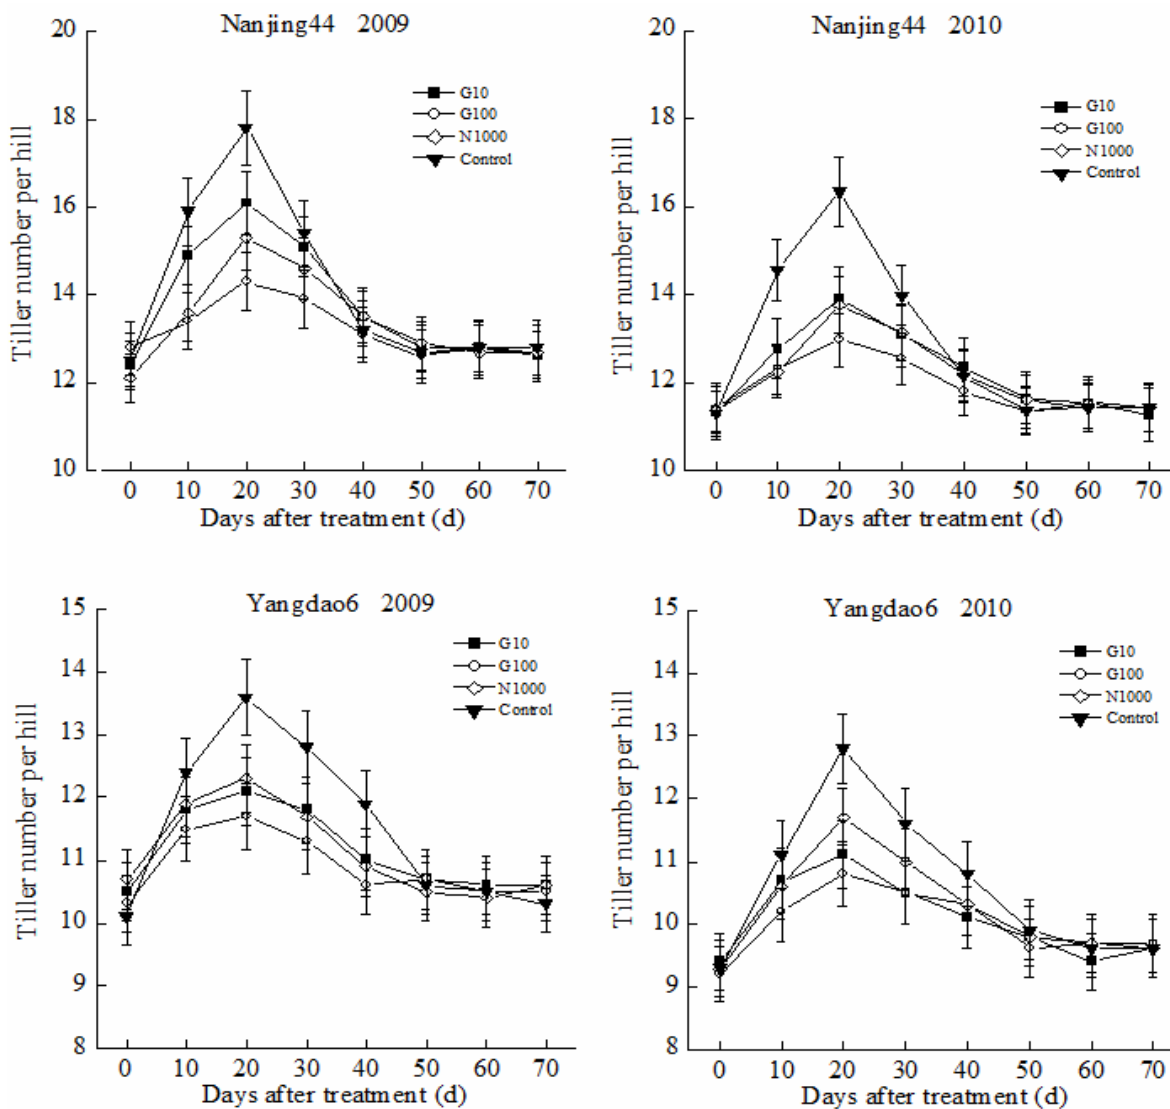 Nanjing44 2009
20
18
16
14
12
10
Tiller number per hill
G10
G100
N1000
Control
0 10 20 30 40 50 60 70
Days after treatment (d)
Nanjing44 2010
20
18
16
14
12
10
Tiller number per hill
G10
G100
N1000
Control
0 10 20 30 40 50 60 70
Days after treatment (d)
Yangdao6 2009
15
14
13
12
11
10
9
8
Tiller number per hill
G10
G100
N1000
Control
0 10 20 30 40 50 60 70
Days after treatment (d)
Yangdao6 2010
15
14
13
12
11
10
9
8
Tiller number per hill
G10
G100
N1000
Control
0 10 20 30 40 50 60 70
Days after treatment (d)